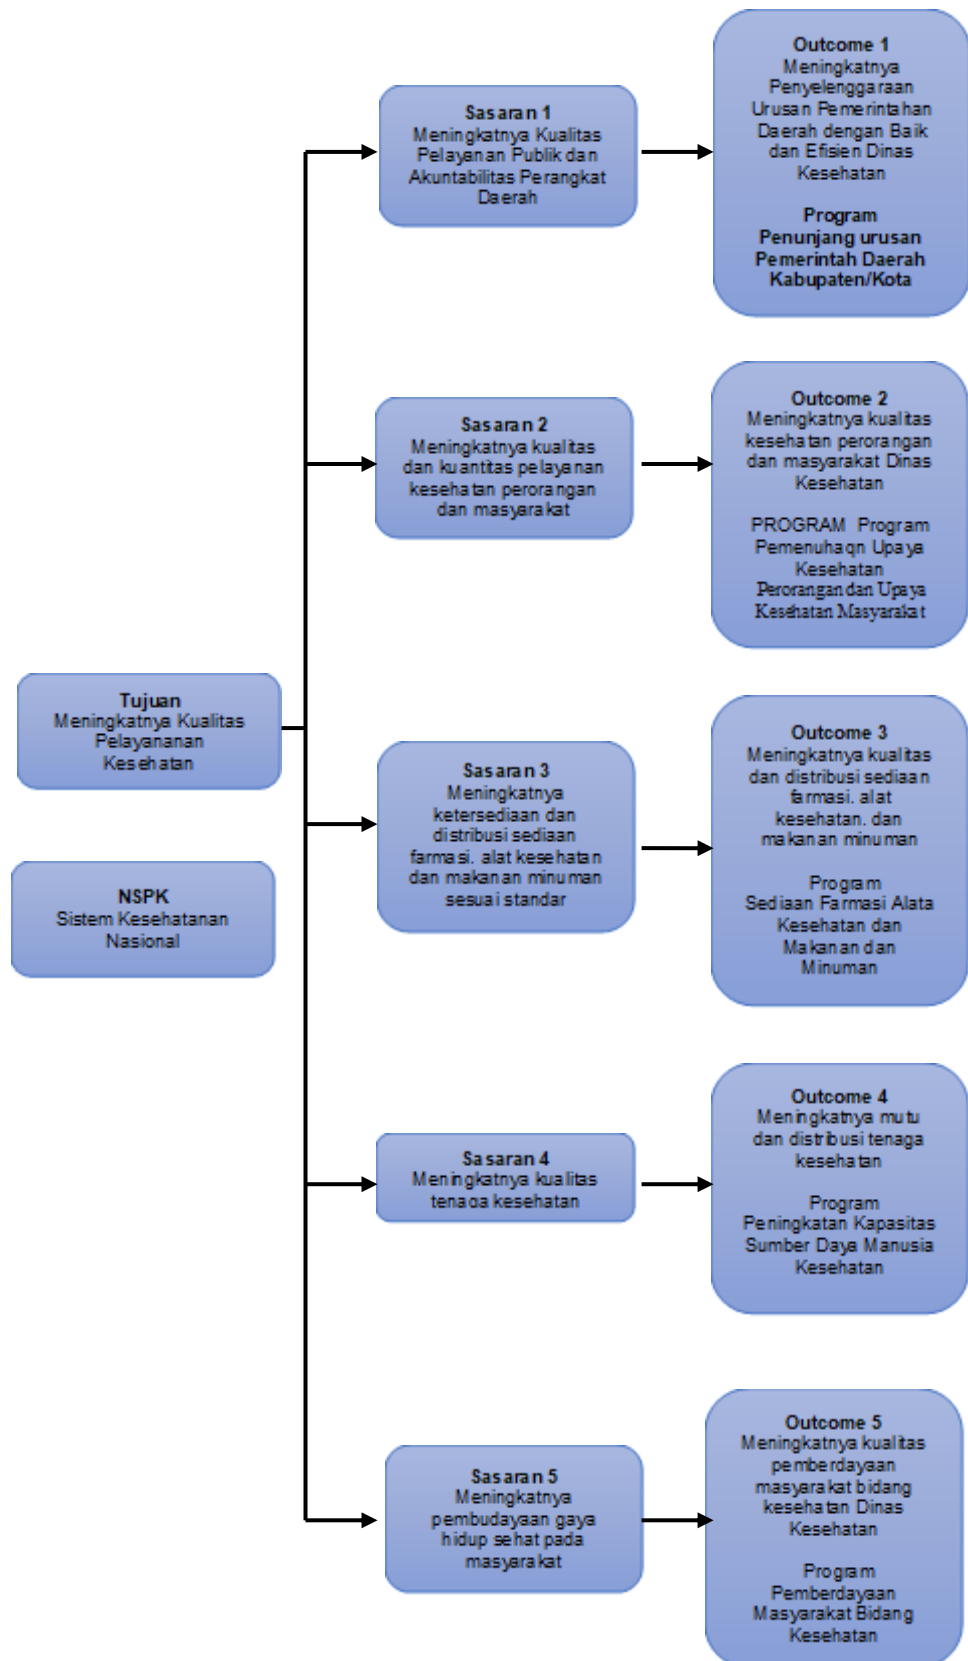 Tujuan
Meningkatnya Kualitas
Pelayananan
Kesehatan
NSPK
Sistem Kesehatanan
Nasional
Sasaran 1
Meningkatnya Kualitas
Pelayanan Publik dan
Akuntabilitas Perangkat
Daerah
Outcome 1
Meningkatnya
Penyelenggaraan
Urusan Pemerintahan
Daerah dengan Baik
dan Efisien Dinas
Kesehatan
Program
Penunjang urusan
Pemerintah Daerah
Kabupaten/Kota
Sasaran 2
Meningkatnya kualitas
dan kuantitas pelayanan
kesehatan perorangan
dan masyarakat
Outcome 2
Meningkatnya kualitas
kesehatan perorangan
dan masyarakat Dinas
Kesehatan
PROGRAM Program
Pemenuhaqn Upaya
Kesehatan
Perorangan dan Upaya
Kesehatan Masyarakat
Sasaran 3
Meningkatnya
ketersediaan dan
distribusi sediaan
farmasi. alat kesehatan
dan makanan minuman
sesuai standar
Outcome 3
Meningkatnya kualitas
dan distribusi sediaan
farmasi. alat
kesehatan. dan
makanan minuman
Program
Sediaan Farmasi Alata
Kesehatan dan
Makanan dan
Minuman
Sasaran 4
Meningkatnya kualitas
tenaga kesehatan
Outcome 4
Meningkatnya mutu
dan distribusi tenaga
kesehatan
Program
Peningkatan Kapasitas
Sumber Daya Manusia
Kesehatan
Sasaran 5
Meningkatnya
pembudayaan gaya
hidup sehat pada
masyarakat
Outcome 5
Meningkatnya kualitas
pemberdayaan
masyarakat bidang
kesehatan Dinas
Kesehatan
Program
Pemberdayaan
Masyarakat Bidang
Kesehatan